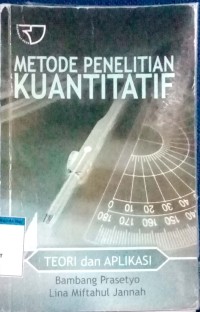 METODE PENELITIAN
KUANTITATIF
TEORI dan APLIKASI
Bambang Prasetyo
Lina Miftahul Jannah